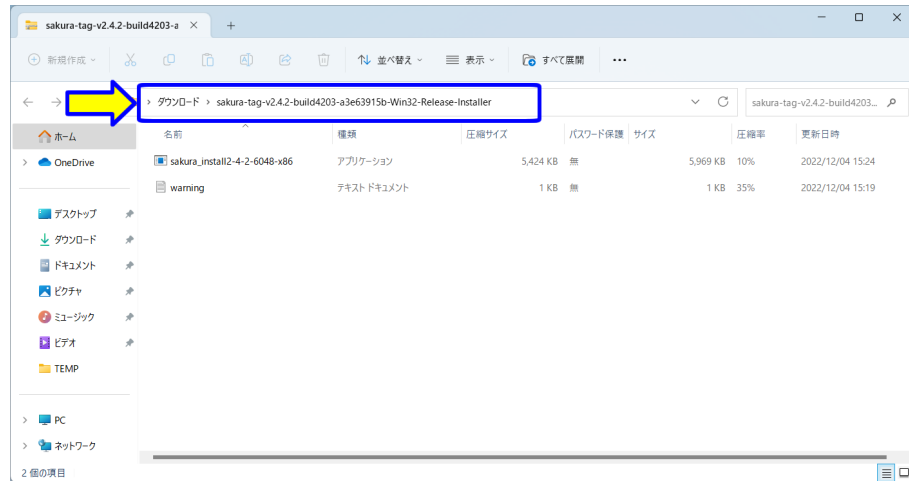 sakura-tag-v2.4.2-build4203-a
新規作成
並べ替え
表示
すべて展開
ダウンロード > sakura-tag-v2.4.2-build4203-a3e63915b-Win32-Release-Installer
sakura-tag-v2.4.2-build4203...
ホーム
OneDrive
デスクトップ
ダウンロード
ドキュメント
ピクチャ
ミュージック
ビデオ
TEMP
PC
ネットワーク
名前 種類 圧縮サイズ パスワード保護 サイズ 圧縮率 更新日時
sakura_install2-4-2-6048-x86 アプリケーション 5,424 KB 無 5,969 KB 10% 2022/12/04 15:24
warning テキスト ドキュメント 1 KB 無 1 KB 35% 2022/12/04 15:19
2 個の項目